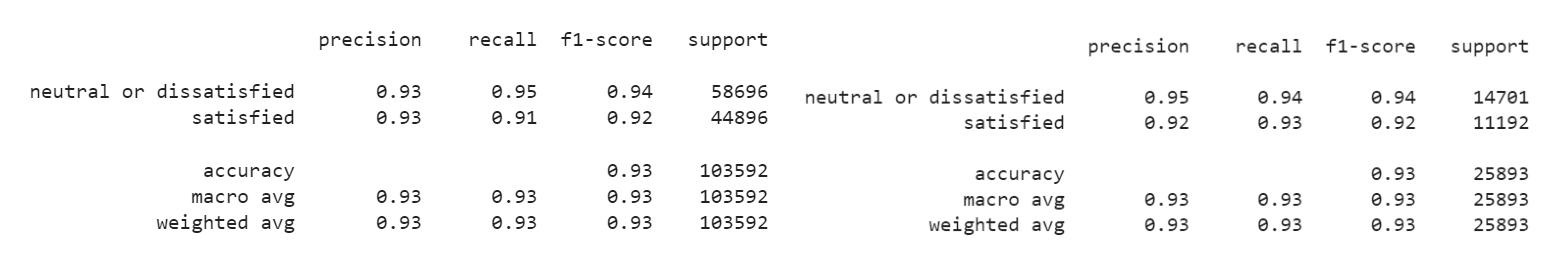 precision recall f1-score support
neutral or dissatisfied 0.93 0.95 0.94 58696
satisfied 0.93 0.91 0.92 44896
accuracy 0.93 103592
macro avg 0.93 0.93 0.93 103592
weighted avg 0.93 0.93 0.93 103592
precision recall f1-score support
neutral or dissatisfied 0.95 0.94 0.94 14701
satisfied 0.92 0.93 0.92 11192
accuracy 0.93 25893
macro avg 0.93 0.93 0.93 25893
weighted avg 0.93 0.93 0.93 25893